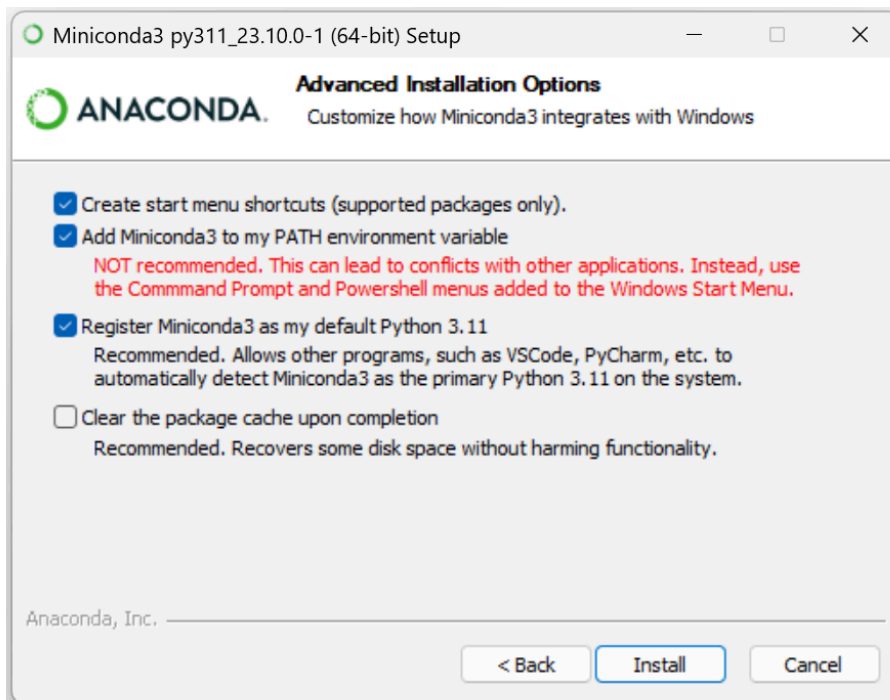 Miniconda3 py311_23.10.0-1 (64-bit) Setup
ANACONDA.
Advanced Installation Options
Customize how Miniconda3 integrates with Windows
Create start menu shortcuts (supported packages only).
Add Miniconda3 to my PATH environment variable
NOT recommended. This can lead to conflicts with other applications. Instead, use
the Commmand Prompt and Powershell menus added to the Windows Start Menu.
Register Miniconda3 as my default Python 3.11
Recommended. Allows other programs, such as VSCode, PyCharm, etc. to
automatically detect Miniconda3 as the primary Python 3.11 on the system.
Clear the package cache upon completion
Recommended. Recovers some disk space without harming functionality.
Anaconda, Inc.
< Back Install Cancel